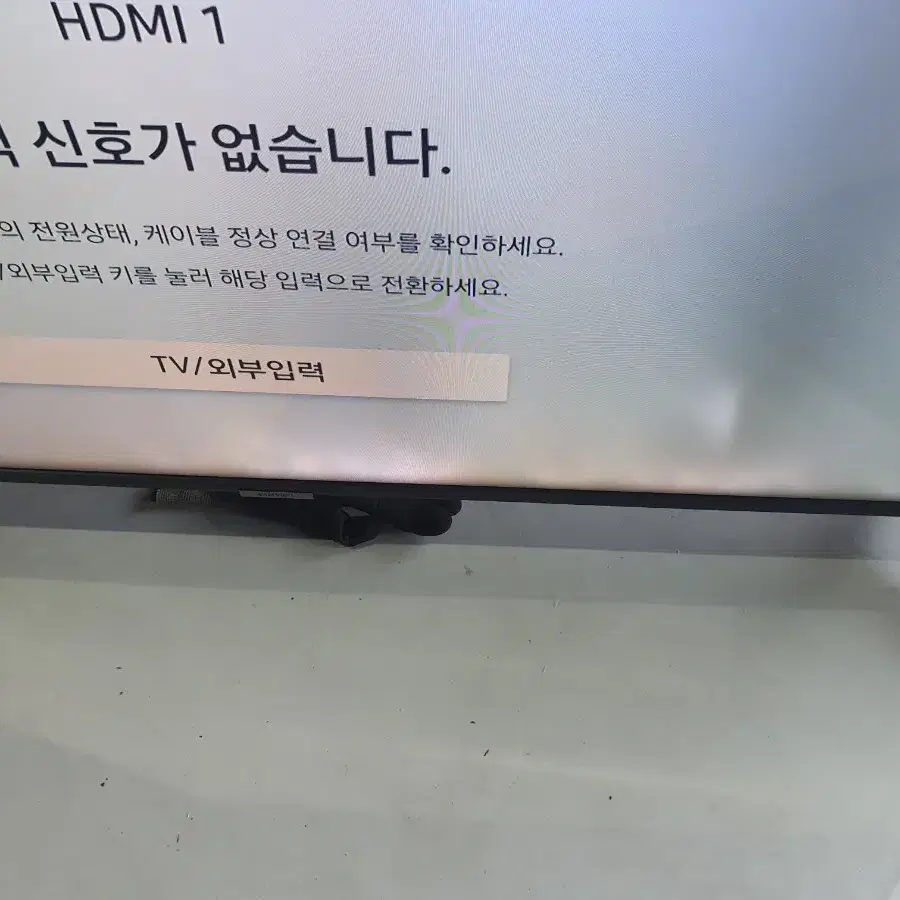 HDMI 1
신호가 없습니다.
의 전원상태, 케이블 정상 연결 여부를 확인하세요.
/외부입력 키를 눌러 해당 입력으로 전환하세요.
TV/외부입력